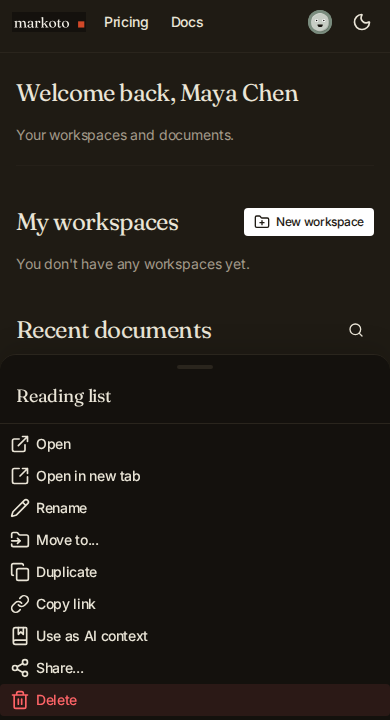 markoto
Pricing
Docs
Welcome back, Maya Chen
Your workspaces and documents.
My workspaces
New workspace
You don't have any workspaces yet.
Recent documents
Reading list
Open
Open in new tab
Rename
Move to...
Duplicate
Copy link
Use as AI context
Share...
Delete